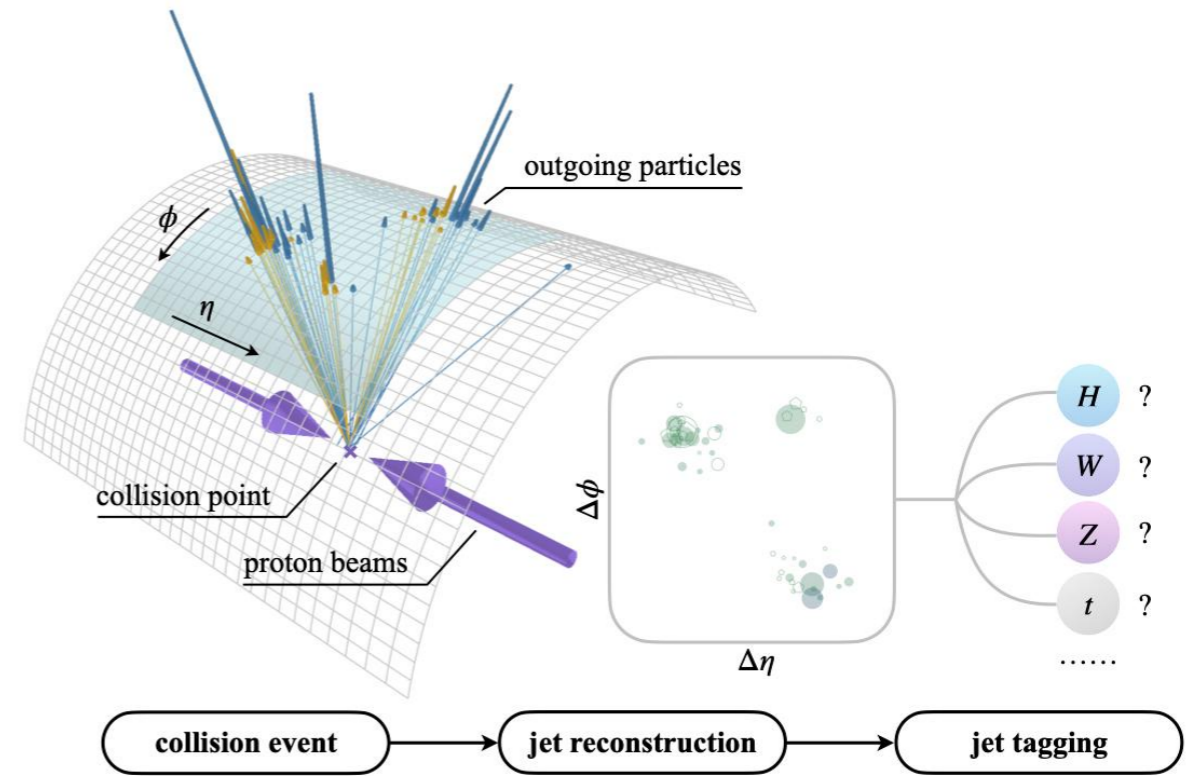 outgoing particles
ϕ
η
collision point
proton beams
Δϕ
Δη
H ?
W ?
Z ?
t ?
......
collision event
jet reconstruction
jet tagging